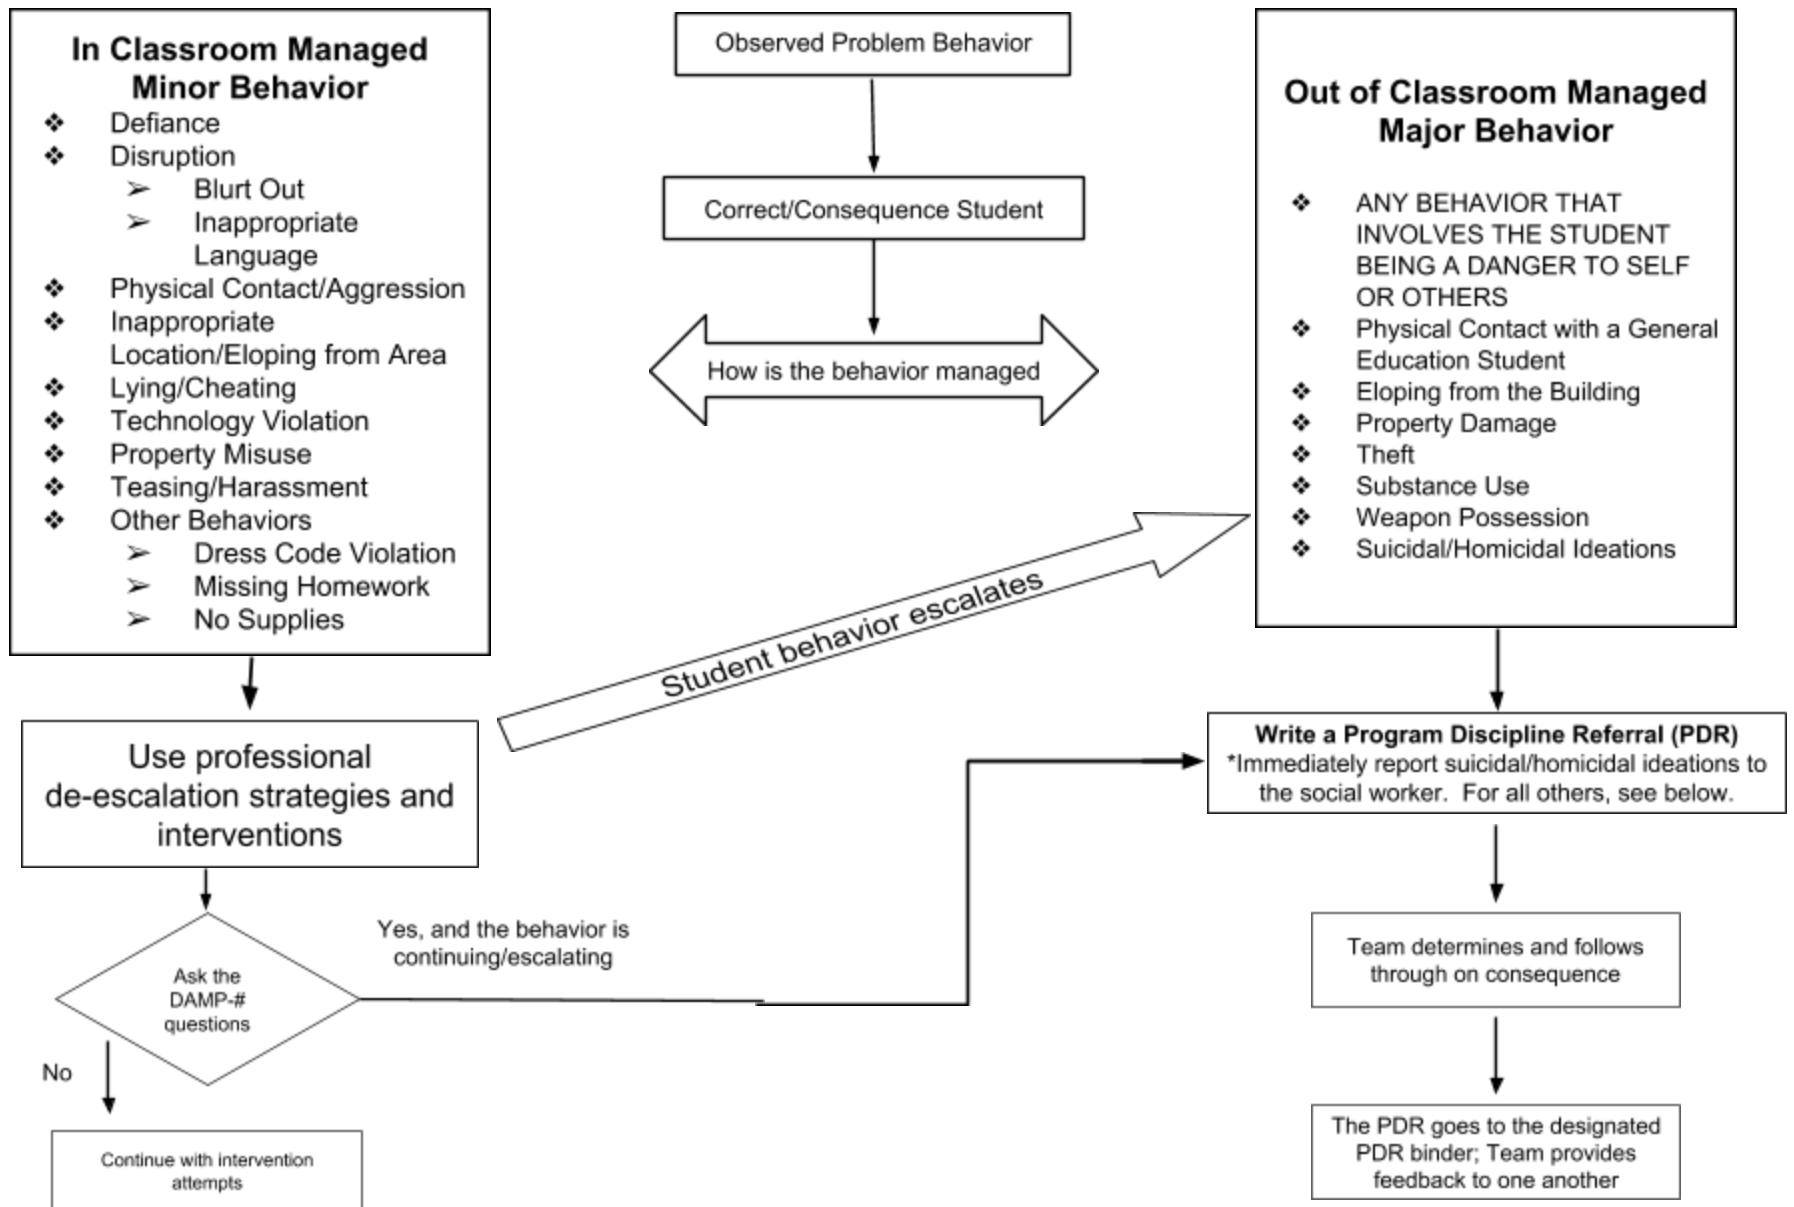 In Classroom Managed
Minor Behavior
❖ Defiance
❖ Disruption
➢ Blurt Out
➢ Inappropriate
Language
❖ Physical Contact/Aggression
❖ Inappropriate
Location/Eloping from Area
❖ Lying/Cheating
❖ Technology Violation
❖ Property Misuse
❖ Teasing/Harassment
❖ Other Behaviors
➢ Dress Code Violation
➢ Missing Homework
➢ No Supplies
Observed Problem Behavior
Correct/Consequence Student
How is the behavior managed
Out of Classroom Managed
Major Behavior
❖ ANY BEHAVIOR THAT
INVOLVES THE STUDENT
BEING A DANGER TO SELF
OR OTHERS
❖ Physical Contact with a General
Education Student
❖ Eloping from the Building
❖ Property Damage
❖ Theft
❖ Substance Use
❖ Weapon Possession
❖ Suicidal/Homicidal Ideations
Student behavior escalates
Use professional
de-escalation strategies and
interventions
Ask the
DAMP-#
questions
Yes, and the behavior is
continuing/escalating
No
Continue with intervention
attempts
Write a Program Discipline Referral (PDR)
*Immediately report suicidal/homicidal ideations to
the social worker.  For all others, see below.
Team determines and follows
through on consequence
The PDR goes to the designated
PDR binder; Team provides
feedback to one another